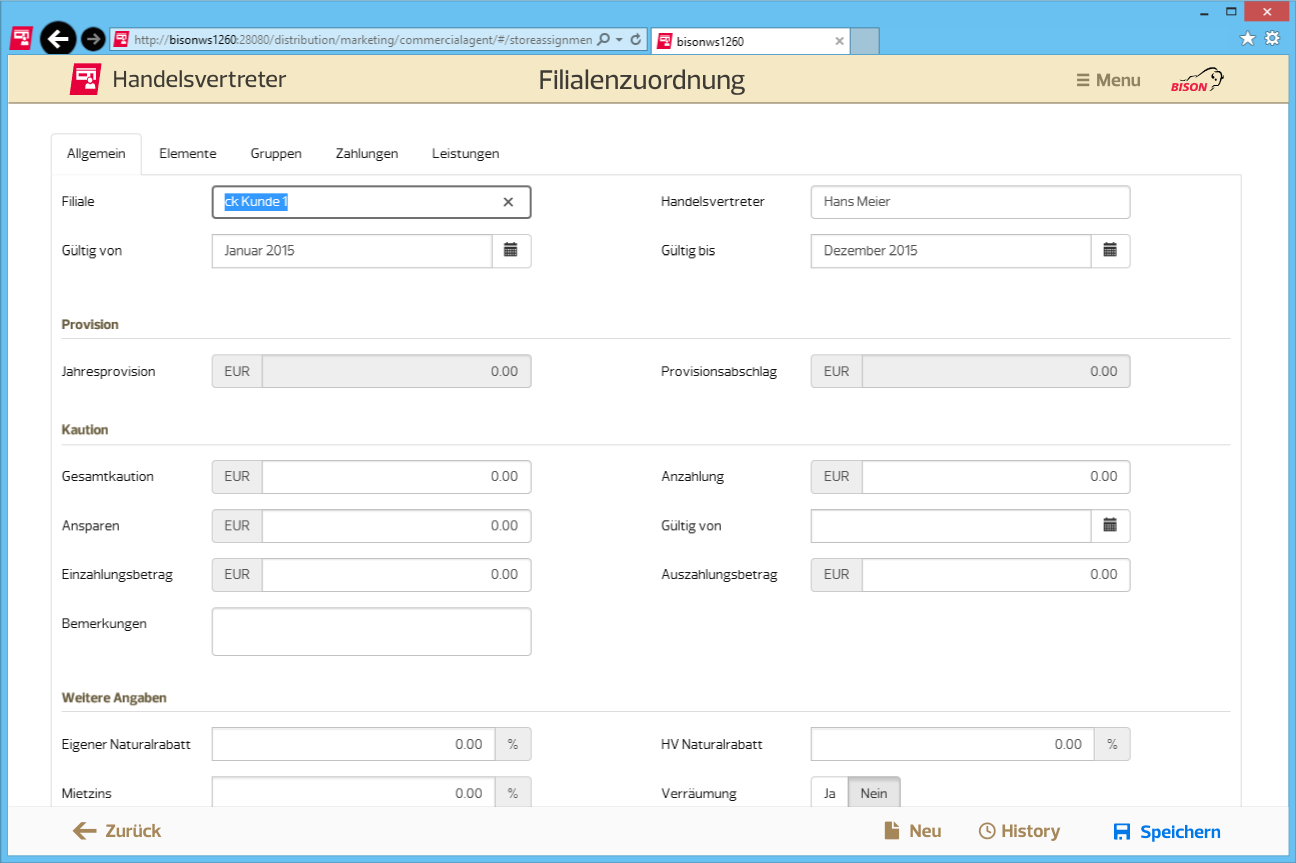 http://bisonws1260:28080/distribution/marketing/commercialagent/#/storeassignmen
bisonws1260
Handelsvertreter
Filialenzuordnung
Menu
BISON
Allgemein Elemente Gruppen Zahlungen Leistungen
Filiale ck Kunde 1 Handelsvertreter Hans Meier
Gültig von Januar 2015 Gültig bis Dezember 2015
Provision
Jahresprovision EUR 0.00 Provisionsabschlag EUR 0.00
Kaution
Gesamtkaution EUR 0.00 Anzahlung EUR 0.00
Ansparen EUR 0.00 Gültig von
Einzahlungsbetrag EUR 0.00 Auszahlungsbetrag EUR 0.00
Bemerkungen
Weitere Angaben
Eigener Naturalrabatt 0.00 % HV Naturalrabatt 0.00 %
Mietzins 0.00 % Verräumung Ja Nein
Zurück Neu History Speichern